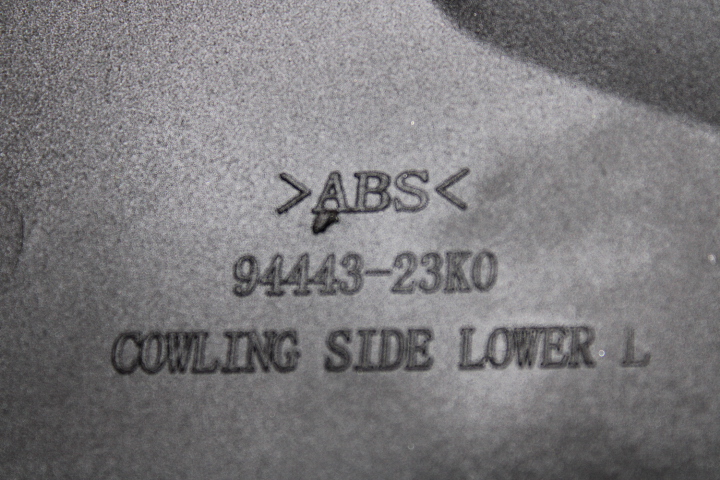 >ABS<
94443-23K0
COWLING SIDE LOWER L